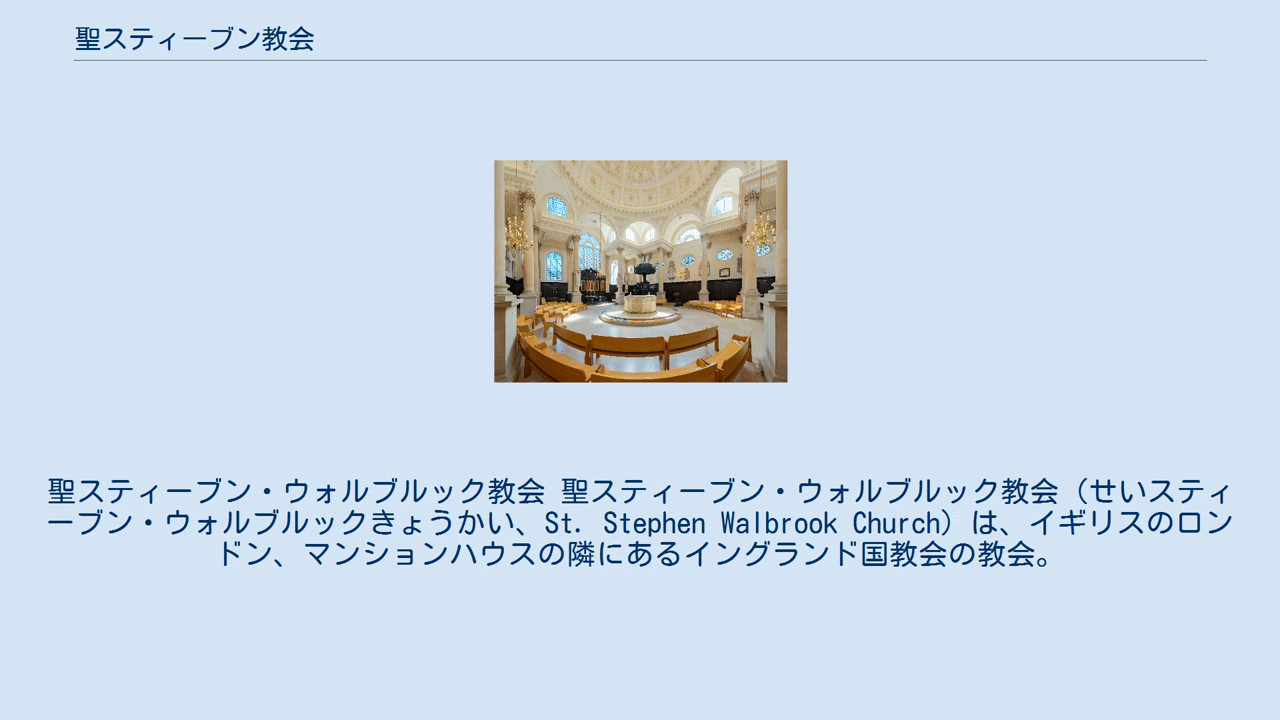 聖スティーブン教会
聖スティーブン・ウォルブルック教会 聖スティーブン・ウォルブルック教会（せいスティ
ーブン・ウォルブルックきょうかい、St. Stephen Walbrook Church）は、イギリスのロン
ドン、マンションハウスの隣にあるイングランド国教会の教会。